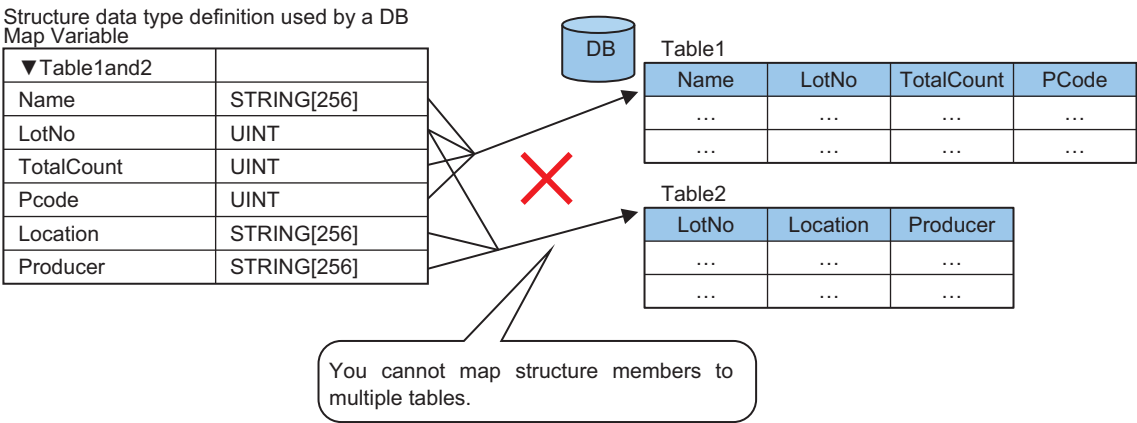 Structure data type definition used by a DB
Map Variable
▼Table1and2
Name STRING[256]
LotNo UINT
TotalCount UINT
Pcode UINT
Location STRING[256]
Producer STRING[256]
DB
Table1
Name LotNo TotalCount PCode
... ... ... ...
... ... ... ...
Table2
LotNo Location Producer
... ... ...
... ... ...
You cannot map structure members to
multiple tables.